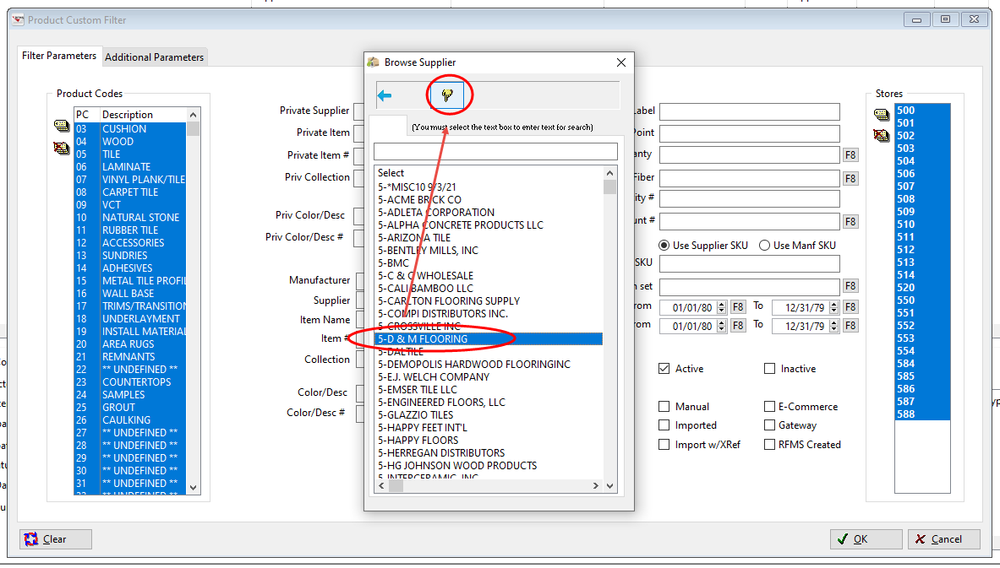 Product Custom Filter
Filter Parameters
Additional Parameters
Product Codes
PC Description
03 CUSHION
04 WOOD
05 TILE
06 LAMINATE
07 VINYL PLANK/TILE
08 CARPET TILE
09 VCT
10 NATURAL STONE
11 RUBBER TILE
12 ACCESSORIES
13 SUNDRIES
14 ADHESIVES
15 METAL TILE PROFIL
16 WALL BASE
17 TRIMS/TRANSITION
18 UNDERLAYMENT
19 INSTALL MATERIAL
20 AREA RUGS
21 REMNANTS
22 ** UNDEFINED **
23 COUNTERTOPS
24 SAMPLES
25 GROUT
26 CAULKING
27 ** UNDEFINED **
28 ** UNDEFINED **
29 ** UNDEFINED **
30 ** UNDEFINED **
31 ** UNDEFINED **
Private Supplier
Private Item
Private Item #
Priv Collection
Priv Color/Desc
Priv Color/Desc #
Manufacturer
Supplier
Item Name
Item #
Collection
Color/Desc
Color/Desc #
Browse Supplier
(You must select the text box to enter text for search)
Select
5-*MISC10 9/3/21
5-ACME BRICK CO
5-ADLETA CORPORATION
5-ALPHA CONCRETE PRODUCTS LLC
5-ARIZONA TILE
5-BENTLEY MILLS, INC
5-BMC
5-C & C WHOLESALE
5-CALI BAMBOO LLC
5-CARLTON FLOORING SUPPLY
5-COMPI DISTRIBUTORS INC.
5-CROSSVILLE INC
5-D & M FLOORING
5-DALTILE
5-DEMOPOLIS HARDWOOD FLOORINGINC
5-E.J. WELCH COMPANY
5-EMSER TILE LLC
5-ENGINEERED FLOORS, LLC
5-GLAZZIO TILES
5-HAPPY FEET INT'L
5-HAPPY FLOORS
5-HERREGAN DISTRIBUTORS
5-HG JOHNSON WOOD PRODUCTS
5-INTERCERAMIC, INC
Label
Point
anty F8
Fiber F8
ity #
unt # F8
Use Supplier SKU Use Manf SKU
SKU
n set F8
rom 01/01/80 F8 To 12/31/79 F8
rom 01/01/80 F8 To 12/31/79 F8
Active Inactive
Manual E-Commerce
Imported Gateway
Import w/XRef RFMS Created
Stores
500
501
502
503
504
506
507
508
509
510
511
512
513
514
520
550
551
552
553
554
584
585
586
587
588
Clear
OK
Cancel